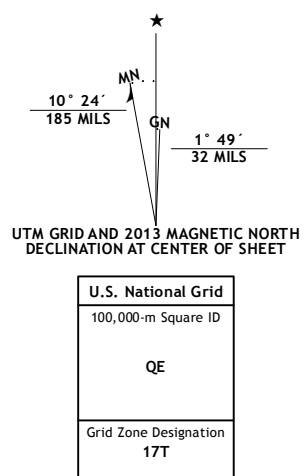 ★
MN
10° 24´
185 MILS
GN
1° 49´
32 MILS
UTM GRID AND 2013 MAGNETIC NORTH
DECLINATION AT CENTER OF SHEET
U.S. National Grid
100,000-m Square ID
QE
Grid Zone Designation
17T